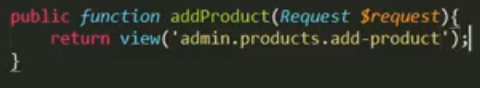 public function addProduct(Request $request){
return view('admin.products.add-product');
}